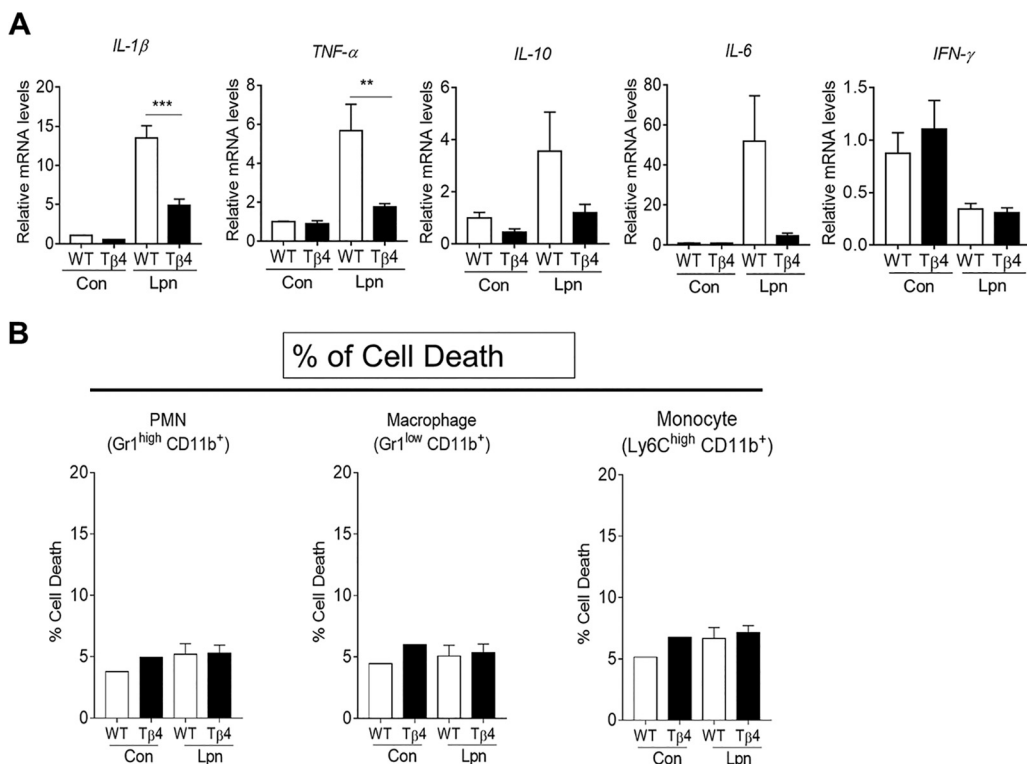 A
IL-1β
TNF-α
IL-10
IL-6
IFN-γ
Relative mRNA levels
20
15
10
5
0
***
WT Tβ4 WT Tβ4
Con Lpn
Relative mRNA levels
8
6
4
2
0
**
WT Tβ4 WT Tβ4
Con Lpn
Relative mRNA levels
6
4
2
0
WT Tβ4 WT Tβ4
Con Lpn
Relative mRNA levels
80
60
40
20
0
WT Tβ4 WT Tβ4
Con Lpn
Relative mRNA levels
1.5
1.0
0.5
0.0
WT Tβ4 WT Tβ4
Con Lpn
B
% of Cell Death
PMN
(Gr1high CD11b+)
% Cell Death
20
15
10
5
0
WT Tβ4 WT Tβ4
Con Lpn
Macrophage
(Gr1low CD11b+)
% Cell Death
20
15
10
5
0
WT Tβ4 WT Tβ4
Con Lpn
Monocyte
(Ly6Chigh CD11b+)
% Cell Death
20
15
10
5
0
WT Tβ4 WT Tβ4
Con Lpn